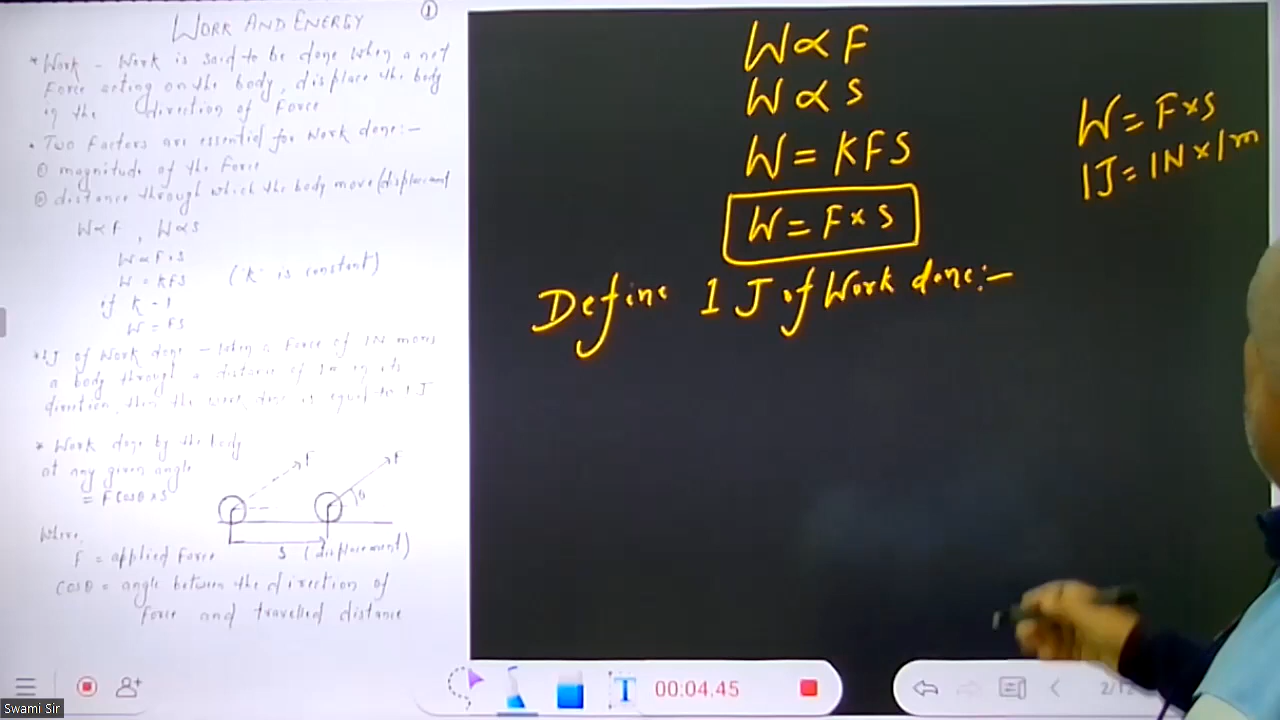 WORK AND ENERGY
①
* Work - Work is said to be done when a net
Force acting on the body, displace the body
in the direction of Force
• Two Factors are essential for work done:-
① magnitude of the Force
② distance through which the body move (displacement
W∝F , W∝S
W∝F×S
W = KFS ('K' is constant)
if K-1
W = FS
*1J of Work done - When a Force of 1N moves
a body through a distance of 1m in its
direction, then the work done is equal to 1J
* Work done by the body
at any given angle
= F Cosθ×S
F
F
θ
S (displacement)
Where,
F = applied Force
Cosθ = angle between the direction of
Force and travelled distance
W∝F
W∝S
W = KFS
W = F×S
W = F×S
1J = 1N×1m
Define 1 J of Work done:-
00:04.45
2/12
Swami Sir